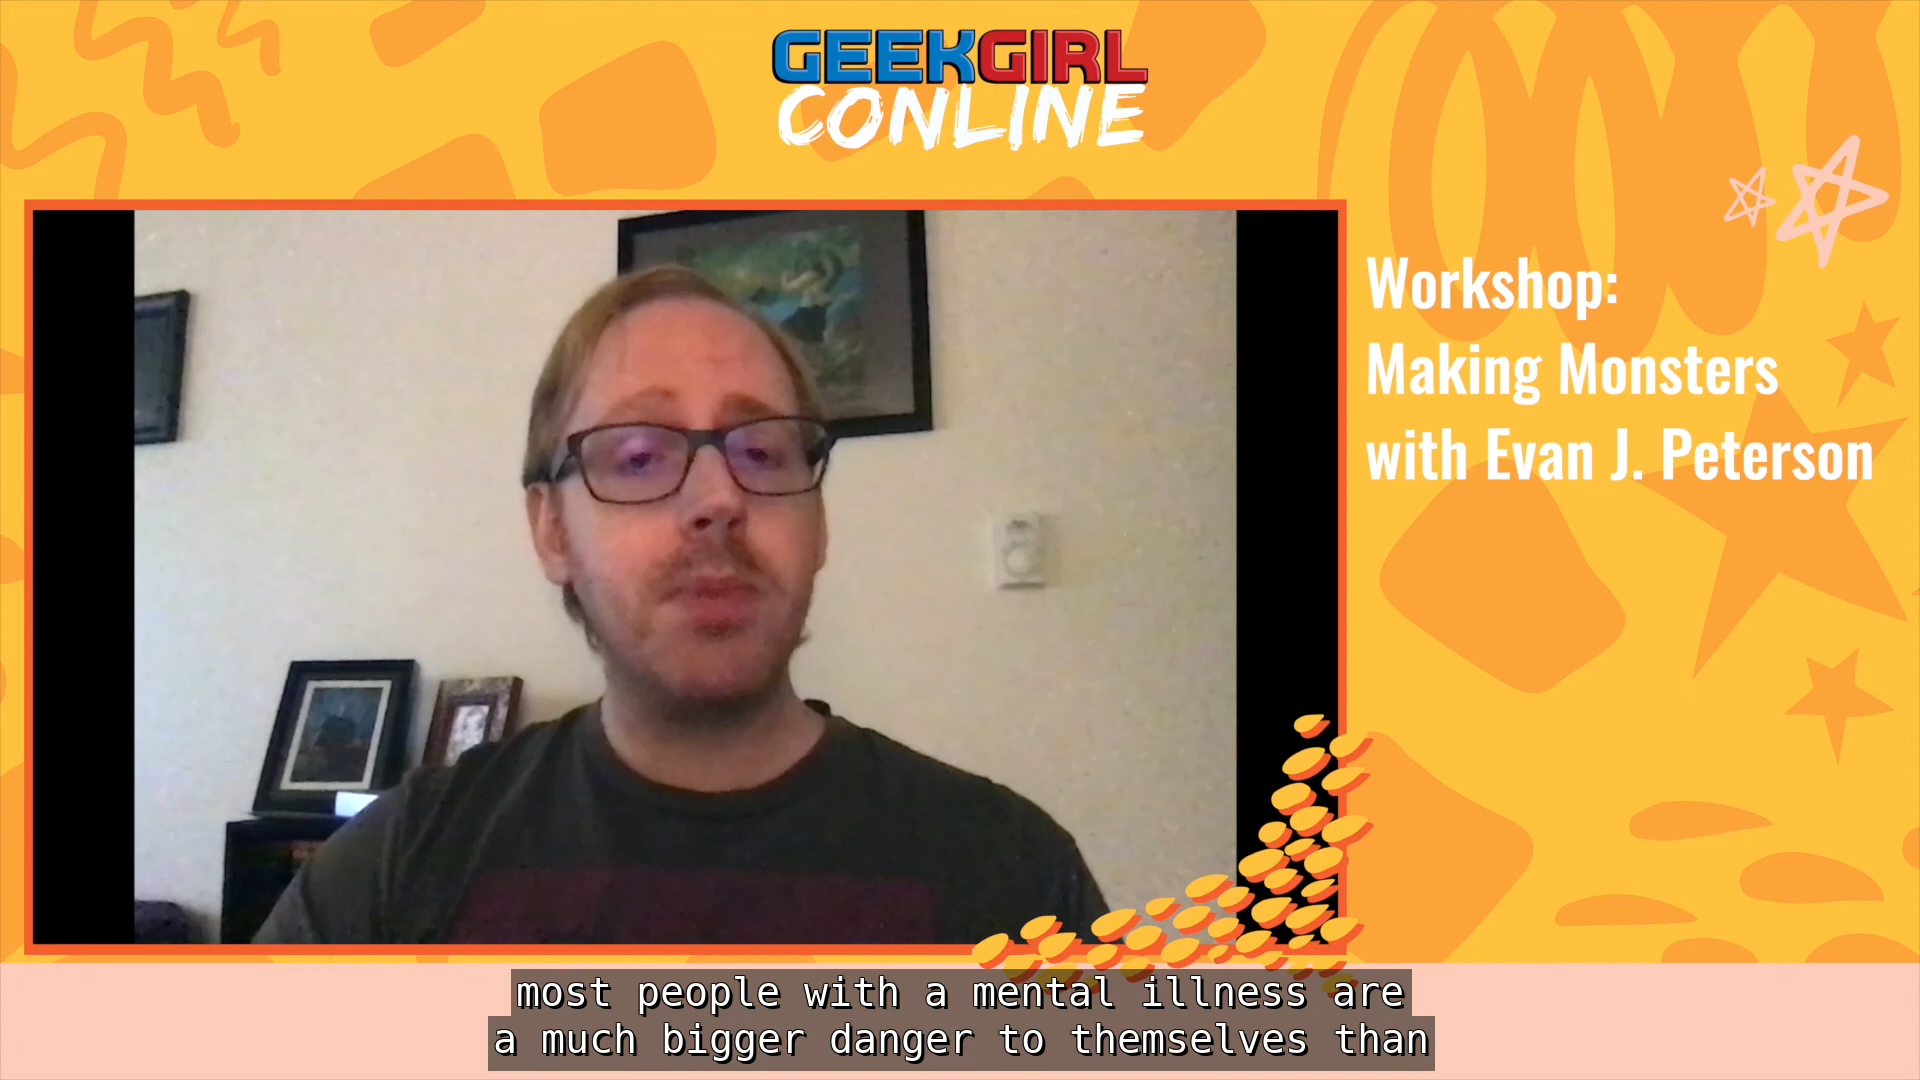 GEEKGIRL
CONLINE
Workshop:
Making Monsters
with Evan J. Peterson
most people with a mental illness are
a much bigger danger to themselves than